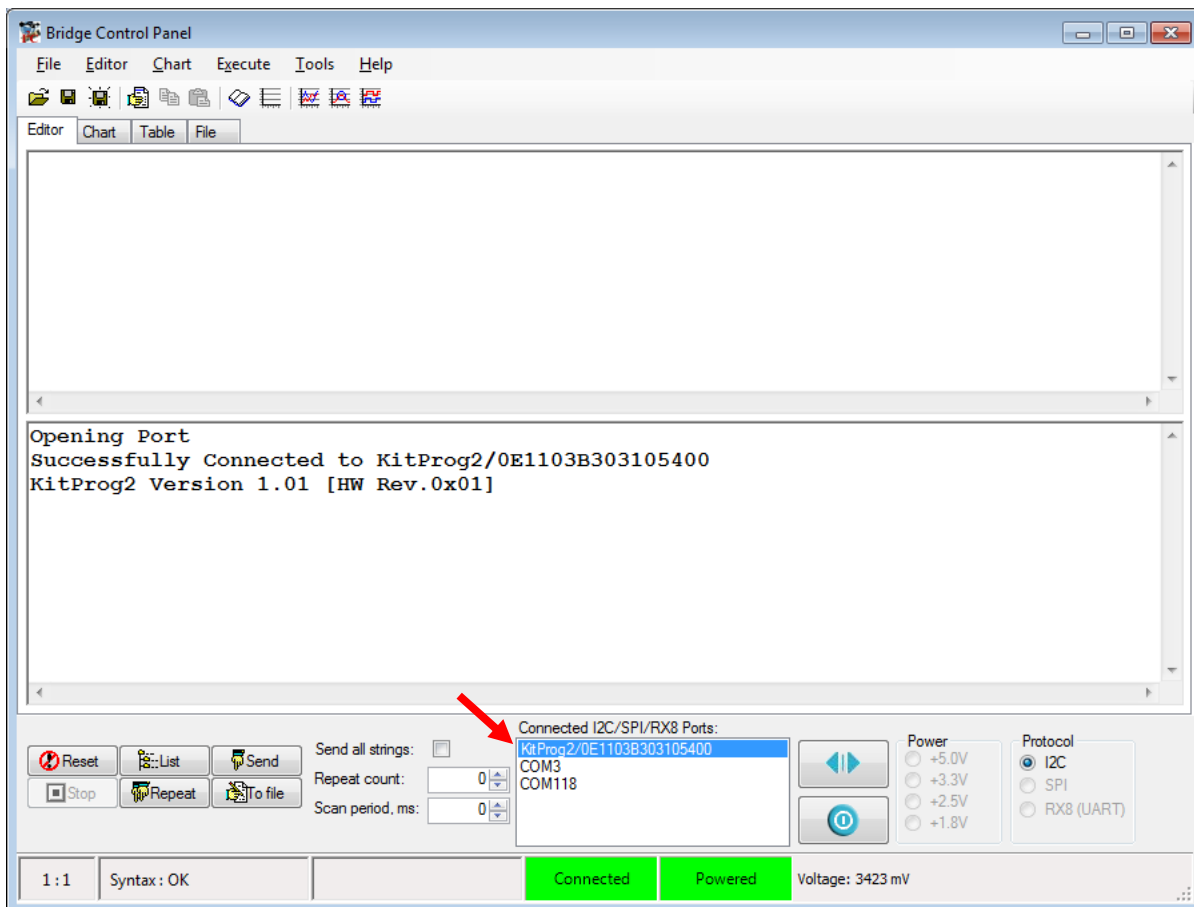 Bridge Control Panel
File Editor Chart Execute Tools Help
Editor Chart Table File
Opening Port
Successfully Connected to KitProg2/0E1103B303105400
KitProg2 Version 1.01 [HW Rev.0x01]
Connected I2C/SPI/RX8 Ports:
KitProg2/0E1103B303105400
COM3
COM118
Reset List Send
Stop Repeat To file
Send all strings:
Repeat count: 0
Scan period, ms: 0
Power
+5.0V
+3.3V
+2.5V
+1.8V
Protocol
I2C
SPI
RX8 (UART)
1:1 Syntax : OK Connected Powered Voltage: 3423 mV